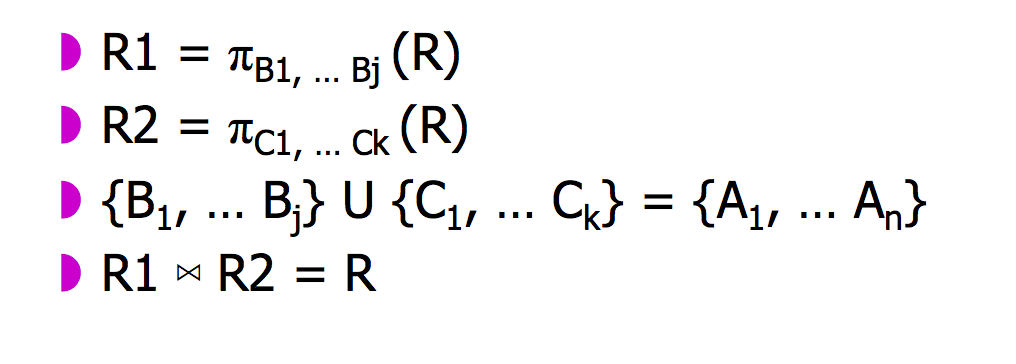 R1 = πB1, ... Bj (R)
R2 = πC1, ... Ck (R)
{B1, ... Bj} U {C1, ... Ck} = {A1, ... An}
R1 ⋈ R2 = R